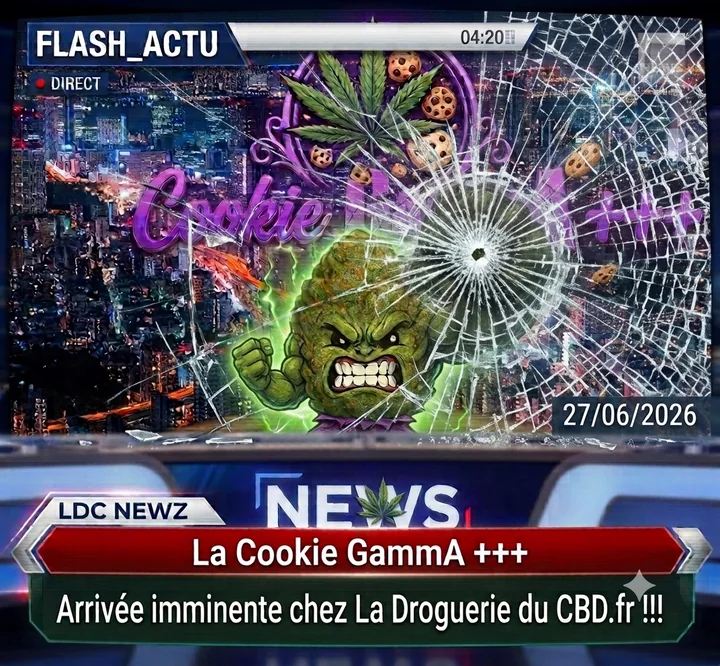 FLASH_ACTU
04:20
DIRECT
Cookie GammA +++
27/06/2026
LDC NEWZ
NEWS
La Cookie GammA +++
Arrivée imminente chez La Droguerie du CBD.fr !!!